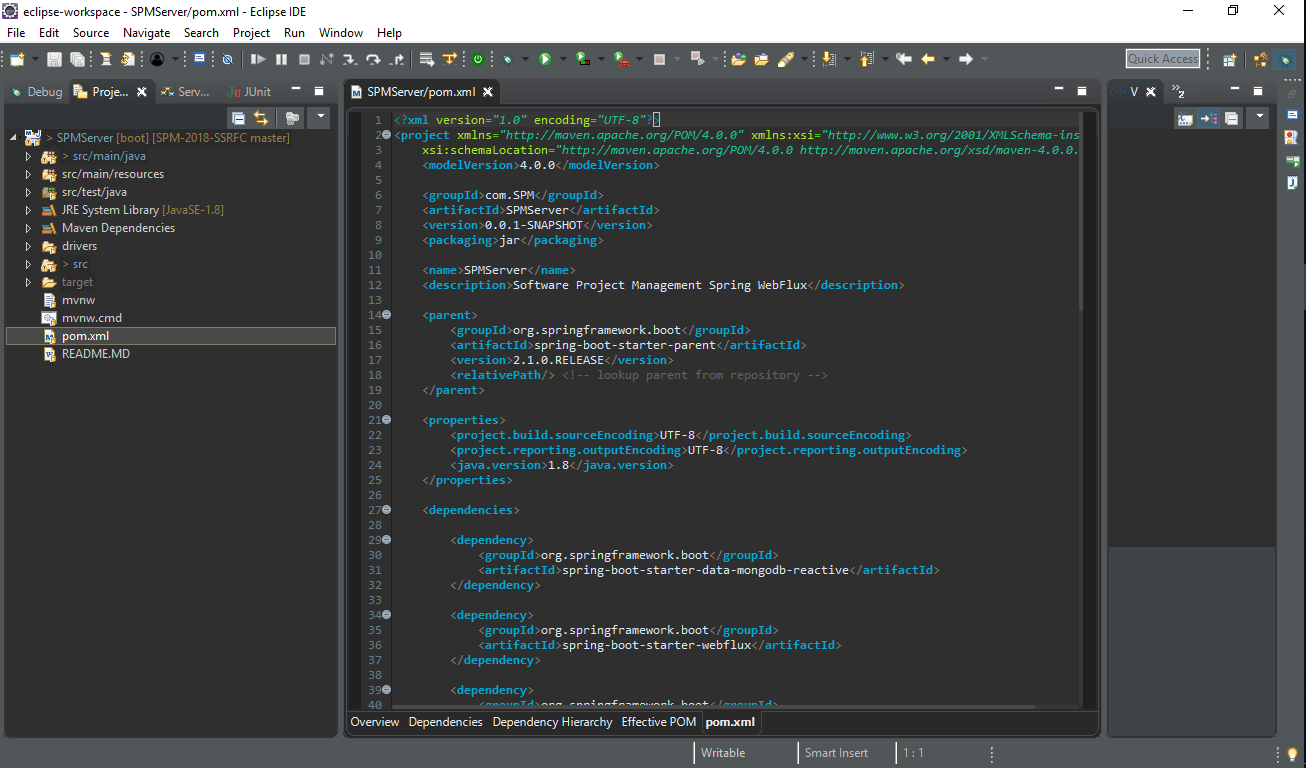 eclipse-workspace - SPMServer/pom.xml - Eclipse IDE
File Edit Source Navigate Search Project Run Window Help
Quick Access
Debug Proje... Serv... JUnit
SPMServer/pom.xml
V
2
> SPMServer [boot] [SPM-2018-SSRFC master]
> src/main/java
src/main/resources
src/test/java
JRE System Library [JavaSE-1.8]
Maven Dependencies
drivers
> src
target
mvnw
mvnw.cmd
pom.xml
README.MD
1 <?xml version="1.0" encoding="UTF-8"?>
2 <project xmlns="http://maven.apache.org/POM/4.0.0" xmlns:xsi="http://www.w3.org/2001/XMLSchema-ins
3 xsi:schemaLocation="http://maven.apache.org/POM/4.0.0 http://maven.apache.org/xsd/maven-4.0.0.
4 <modelVersion>4.0.0</modelVersion>
5
6 <groupId>com.SPM</groupId>
7 <artifactId>SPMServer</artifactId>
8 <version>0.0.1-SNAPSHOT</version>
9 <packaging>jar</packaging>
10
11 <name>SPMServer</name>
12 <description>Software Project Management Spring WebFlux</description>
13
14 <parent>
15 <groupId>org.springframework.boot</groupId>
16 <artifactId>spring-boot-starter-parent</artifactId>
17 <version>2.1.0.RELEASE</version>
18 <relativePath/> <!-- lookup parent from repository -->
19 </parent>
20
21 <properties>
22 <project.build.sourceEncoding>UTF-8</project.build.sourceEncoding>
23 <project.reporting.outputEncoding>UTF-8</project.reporting.outputEncoding>
24 <java.version>1.8</java.version>
25 </properties>
26
27 <dependencies>
28
29 <dependency>
30 <groupId>org.springframework.boot</groupId>
31 <artifactId>spring-boot-starter-data-mongodb-reactive</artifactId>
32 </dependency>
33
34 <dependency>
35 <groupId>org.springframework.boot</groupId>
36 <artifactId>spring-boot-starter-webflux</artifactId>
37 </dependency>
38
39 <dependency>
40 <groupId>org.springframework.boot</groupId>
Overview Dependencies Dependency Hierarchy Effective POM pom.xml
Writable Smart Insert 1 : 1